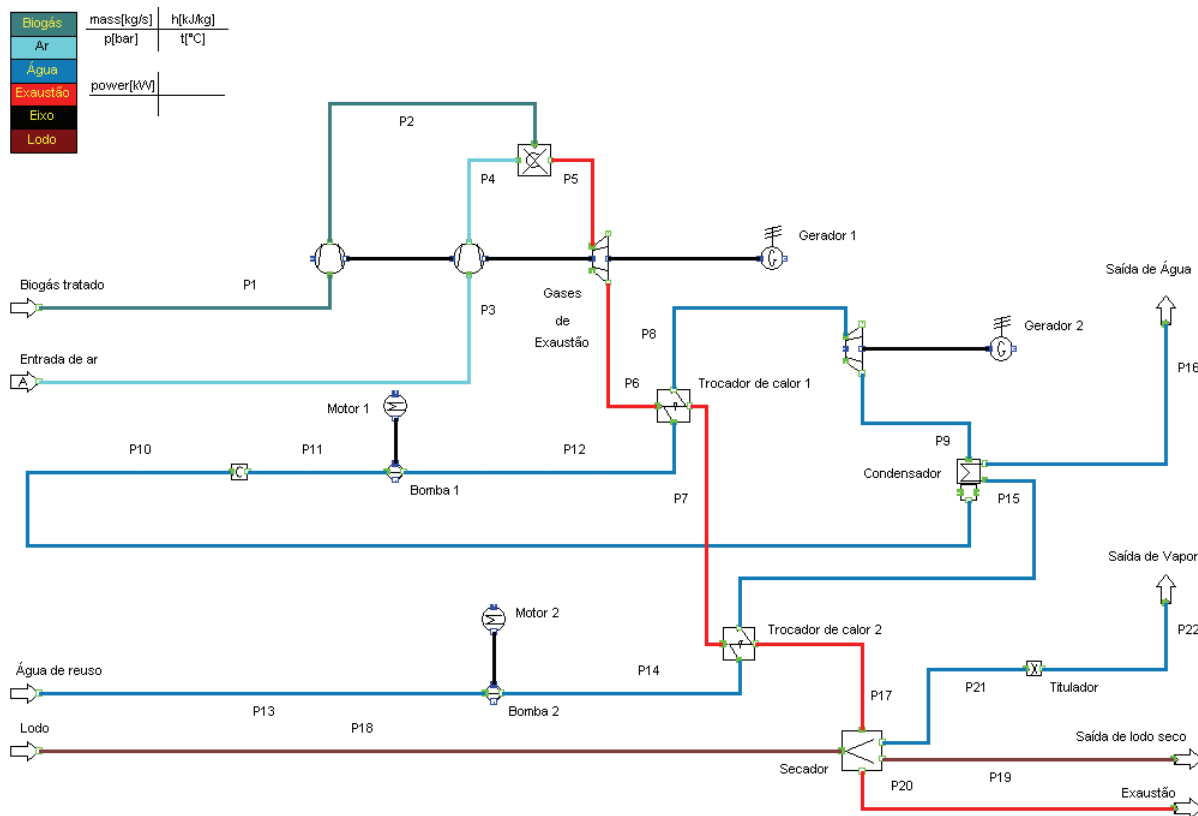 Biogás
Ar
Água
Exaustão
Eixo
Lodo
mass[kg/s] h[kJ/kg]
p[bar] t[°C]
power[kW]
P2
P4
P5
C
Gerador 1
G
Saída de Água
Biogás tratado
P1
P3
Gases
de
Exaustão
P8
Gerador 2
G
P16
Entrada de ar
A
P6
Trocador de calor 1
Motor 1
P10
P11
P12
P9
C
Condensador
Bomba 1
P7
P15
Saída de Vapor
Motor 2
Trocador de calor 2
P22
Água de reuso
P14
P21
Titulador
X
P13
Bomba 2
P17
Lodo
P18
Saída de lodo seco
Secador
P19
P20
Exaustão